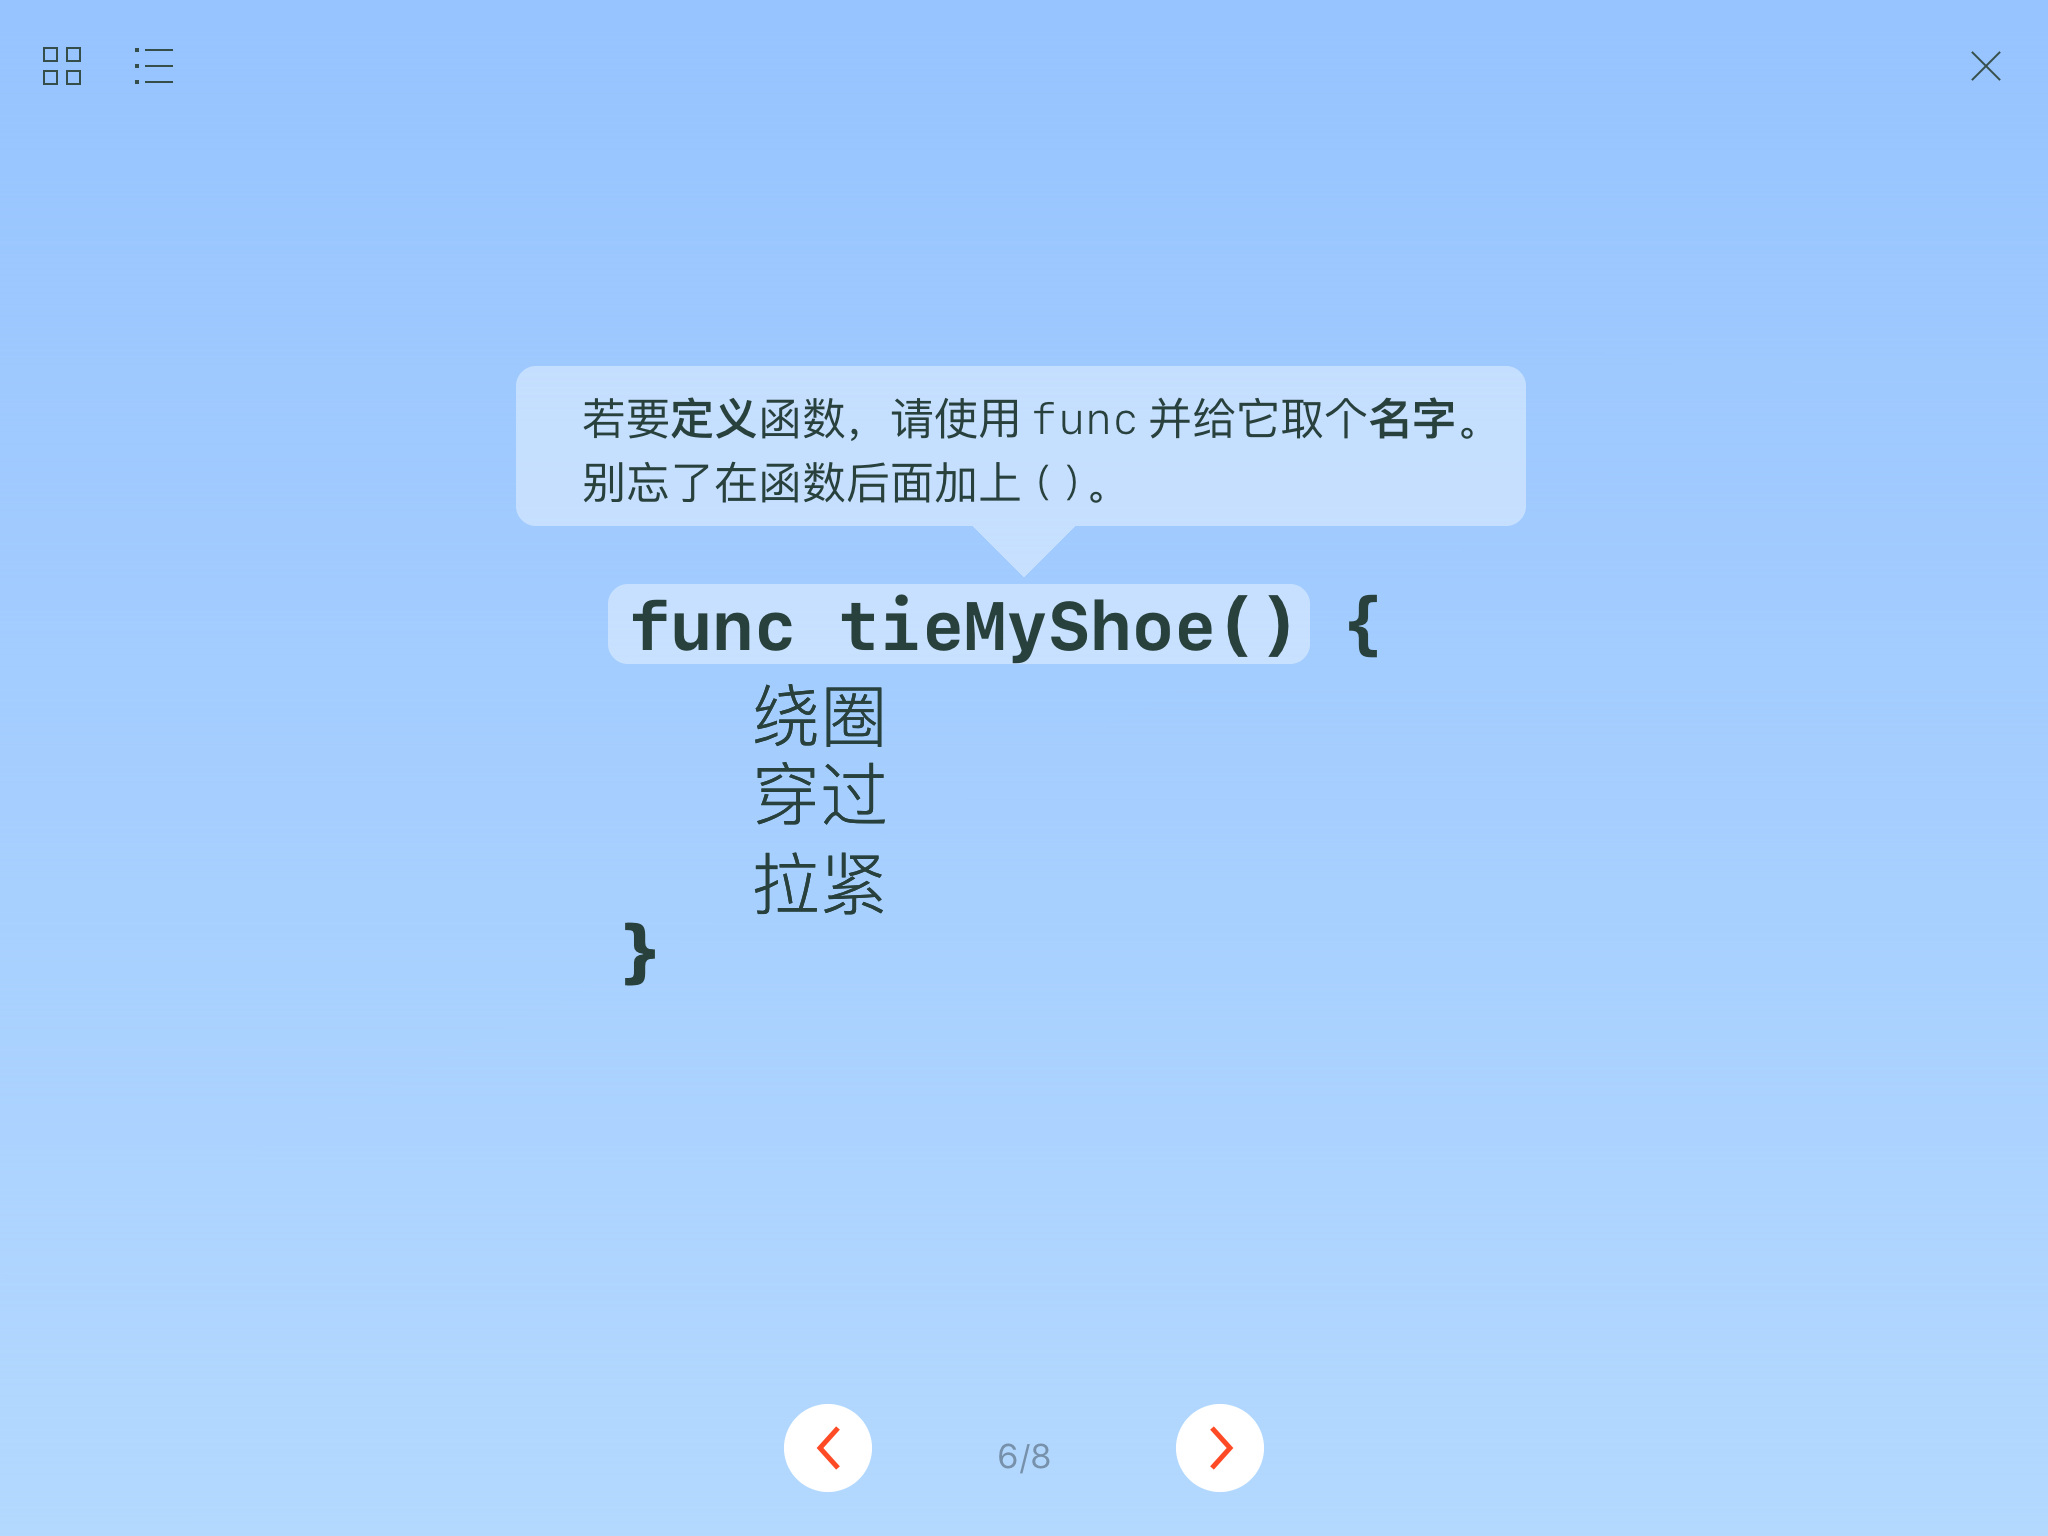 若要定义函数，请使用 func 并给它取个名字。
别忘了在函数后面加上 ()。
func tieMyShoe() {
绕圈
穿过
拉紧
}
6/8